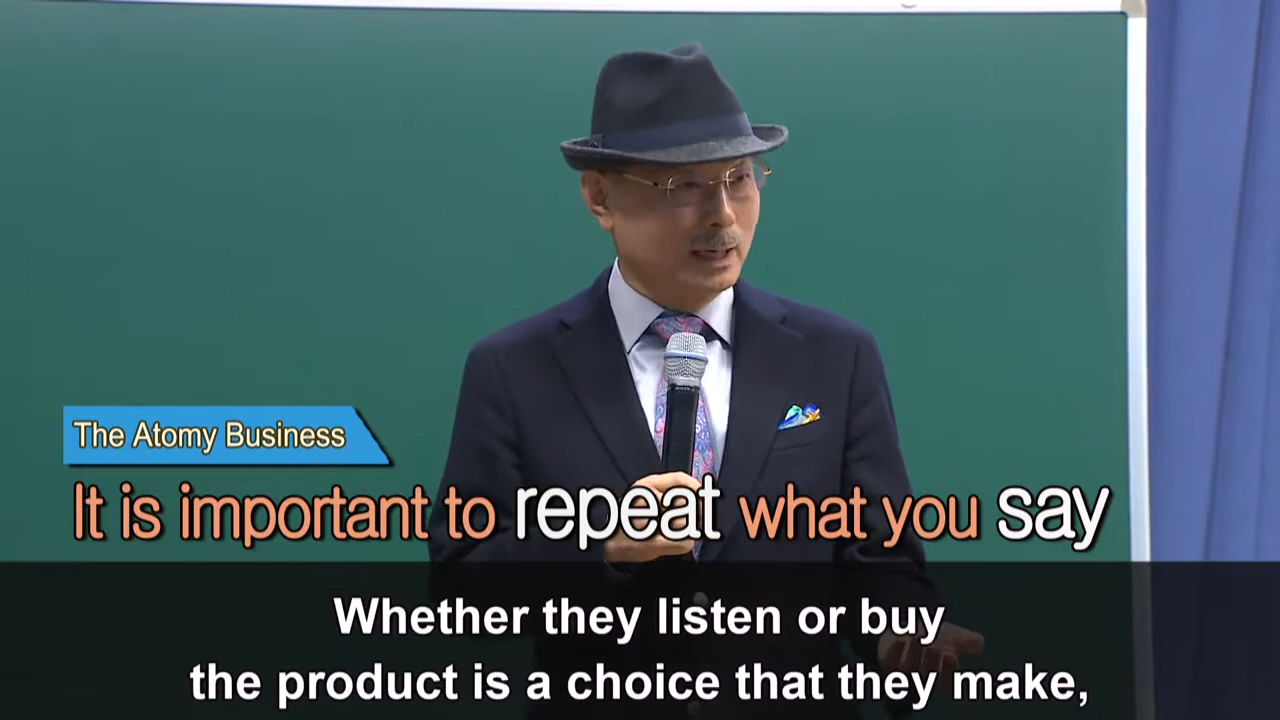 The Atomy Business
It is important to repeat what you say
Whether they listen or buy
the product is a choice that they make,